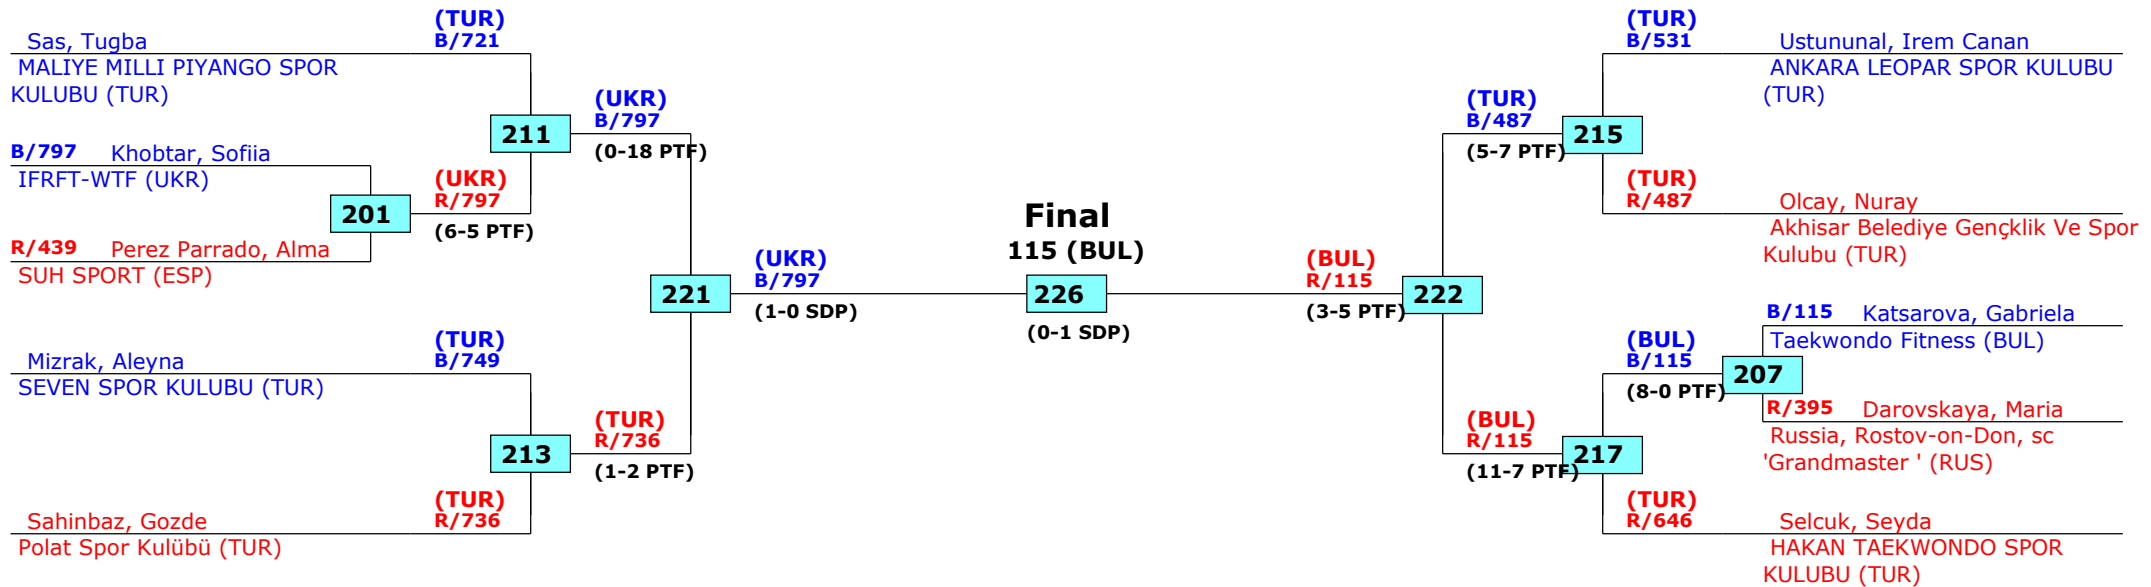 (TUR)
B/721
Sas, Tugba
MALIYE MILLI PIYANGO SPOR
KULUBU (TUR)
211
(UKR)
B/797
(0-18 PTF)
B/797 Khobtar, Sofiia
IFRFT-WTF (UKR)
201
(UKR)
R/797
(6-5 PTF)
R/439 Perez Parrado, Alma
SUH SPORT (ESP)
221
(UKR)
B/797
(1-0 SDP)
(TUR)
B/749
Mizrak, Aleyna
SEVEN SPOR KULUBU (TUR)
213
(TUR)
R/736
(1-2 PTF)
(TUR)
R/736
Sahinbaz, Gozde
Polat Spor Kulübü (TUR)
Final
115 (BUL)
226
(0-1 SDP)
(BUL)
R/115
(3-5 PTF)
222
(TUR)
B/487
(5-7 PTF)
215
(TUR)
B/531
Ustununal, Irem Canan
ANKARA LEOPAR SPOR KULUBU
(TUR)
(TUR)
R/487
Olcay, Nuray
Akhisar Belediye Gençklik Ve Spor
Kulubu (TUR)
B/115 Katsarova, Gabriela
Taekwondo Fitness (BUL)
(BUL)
B/115
(8-0 PTF)
207
R/395 Darovskaya, Maria
Russia, Rostov-on-Don, sc
'Grandmaster ' (RUS)
(BUL)
R/115
(11-7 PTF)
217
(TUR)
R/646
Selcuk, Seyda
HAKAN TAEKWONDO SPOR
KULUBU (TUR)